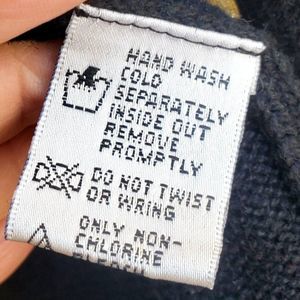 HAND WASH
COLD
SEPARATELY
INSIDE OUT
REMOVE
PROMPTLY
DO NOT TWIST
OR WRING
ONLY NON-
CHLORINE